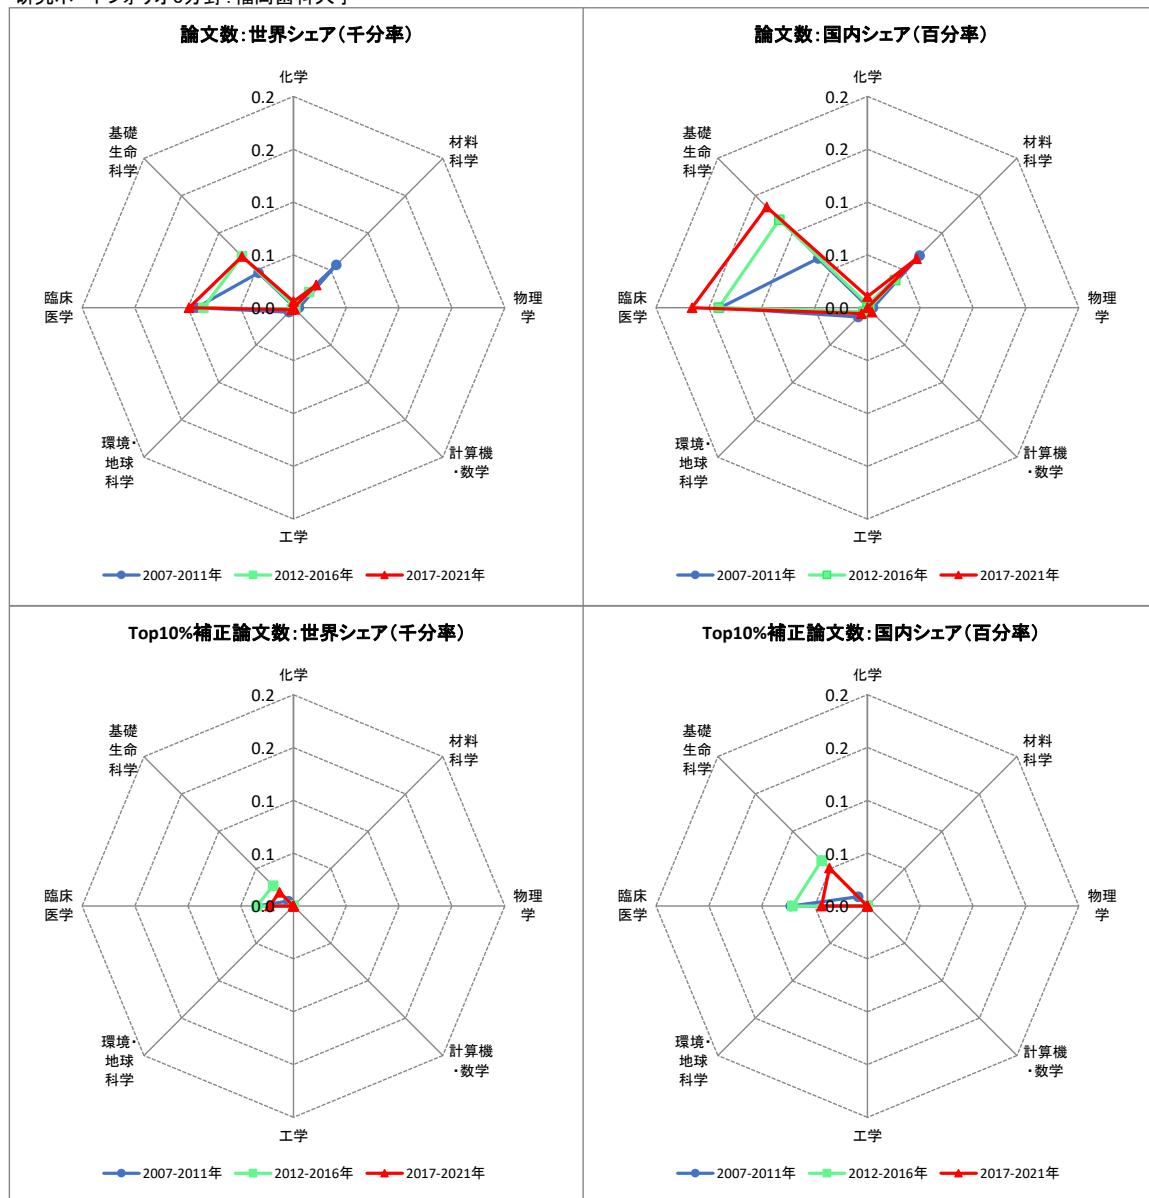 論文数：世界シェア（千分率）
化学
0.2
0.2
0.1
0.1
0.0
材料
科学
物理
学
計算機
・数学
工学
環境・
地球
科学
臨床
医学
基礎
生命
科学
2007-2011年 2012-2016年 2017-2021年
論文数：国内シェア（百分率）
化学
0.2
0.2
0.1
0.1
0.0
材料
科学
物理
学
計算機
・数学
工学
環境・
地球
科学
臨床
医学
基礎
生命
科学
2007-2011年 2012-2016年 2017-2021年
Top10%補正論文数：世界シェア（千分率）
化学
0.2
0.2
0.1
0.1
0.0
材料
科学
物理
学
計算機
・数学
工学
環境・
地球
科学
臨床
医学
基礎
生命
科学
2007-2011年 2012-2016年 2017-2021年
Top10%補正論文数：国内シェア（百分率）
化学
0.2
0.2
0.1
0.1
0.0
材料
科学
物理
学
計算機
・数学
工学
環境・
地球
科学
臨床
医学
基礎
生命
科学
2007-2011年 2012-2016年 2017-2021年